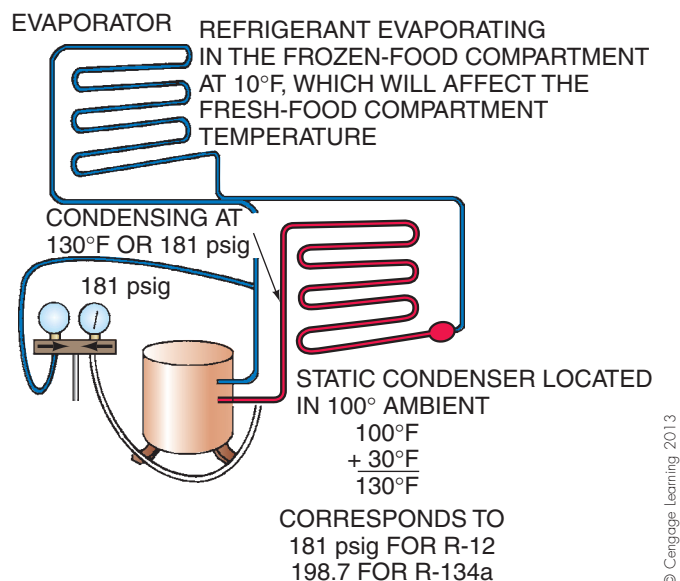 EVAPORATOR
REFRIGERANT EVAPORATING
IN THE FROZEN-FOOD COMPARTMENT
AT 10°F, WHICH WILL AFFECT THE
FRESH-FOOD COMPARTMENT
TEMPERATURE
CONDENSING AT
130°F OR 181 psig
181 psig
STATIC CONDENSER LOCATED
IN 100° AMBIENT
100°F
+ 30°F
130°F
CORRESPONDS TO
181 psig FOR R-12
198.7 FOR R-134a
© Cengage Learning 2013